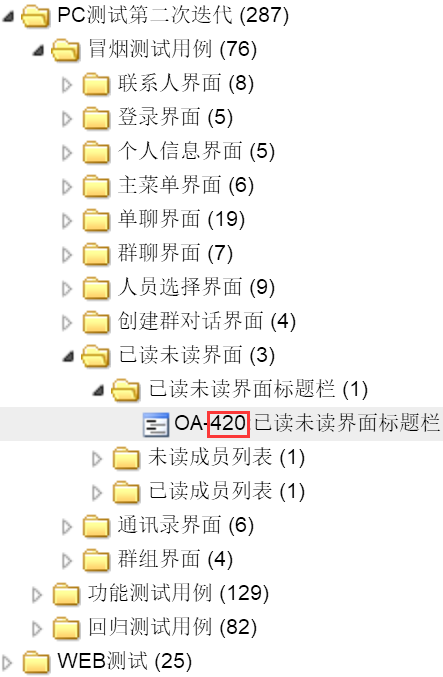 PC测试第二次迭代 (287)
冒烟测试用例 (76)
联系人界面 (8)
登录界面 (5)
个人信息界面 (5)
主菜单界面 (6)
单聊界面 (19)
群聊界面 (7)
人员选择界面 (9)
创建群对话界面 (4)
已读未读界面 (3)
已读未读界面标题栏 (1)
OA-420 已读未读界面标题栏
未读成员列表 (1)
已读成员列表 (1)
通讯录界面 (6)
群组界面 (4)
功能测试用例 (129)
回归测试用例 (82)
WEB测试 (25)